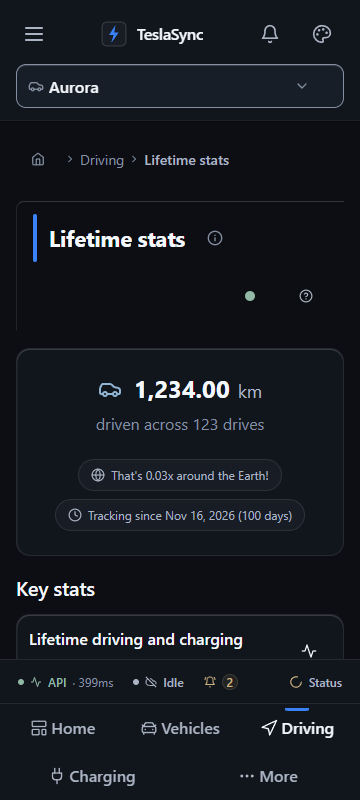 TeslaSync
Aurora
Driving
Lifetime stats
Lifetime stats
1,234.00 km
driven across 123 drives
That's 0.03x around the Earth!
Tracking since Nov 16, 2026 (100 days)
Key stats
Lifetime driving and charging
API · 399ms
Idle
2
Status
Home
Vehicles
Driving
Charging
More